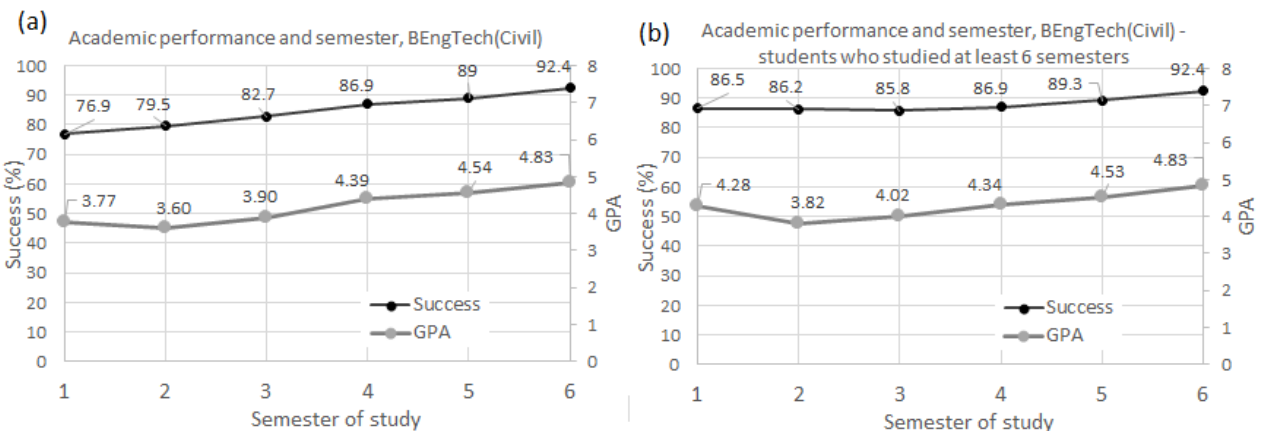 (a)
Academic performance and semester, BEngTech(Civil)
100
90
80
70
60
50
40
30
20
10
0
Success (%)
76.9 79.5 82.7 86.9 89 92.4
3.77 3.60 3.90 4.39 4.54 4.83
Success
GPA
8
7
6
5
4
3
2
1
0
GPA
1 2 3 4 5 6
Semester of study
(b)
Academic performance and semester, BEngTech(Civil) -
students who studied at least 6 semesters
100
90
80
70
60
50
40
30
20
10
0
Success (%)
86.5 86.2 85.8 86.9 89.3 92.4
4.28 3.82 4.02 4.34 4.53 4.83
Success
GPA
8
7
6
5
4
3
2
1
0
GPA
1 2 3 4 5 6
Semester of study